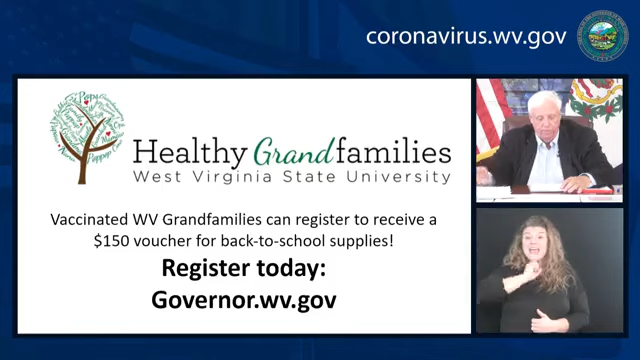 coronavirus.wv.gov
Healthy Grandfamilies
West Virginia State University
Vaccinated WV Grandfamilies can register to receive a
$150 voucher for back-to-school supplies!
Register today:
Governor.wv.gov